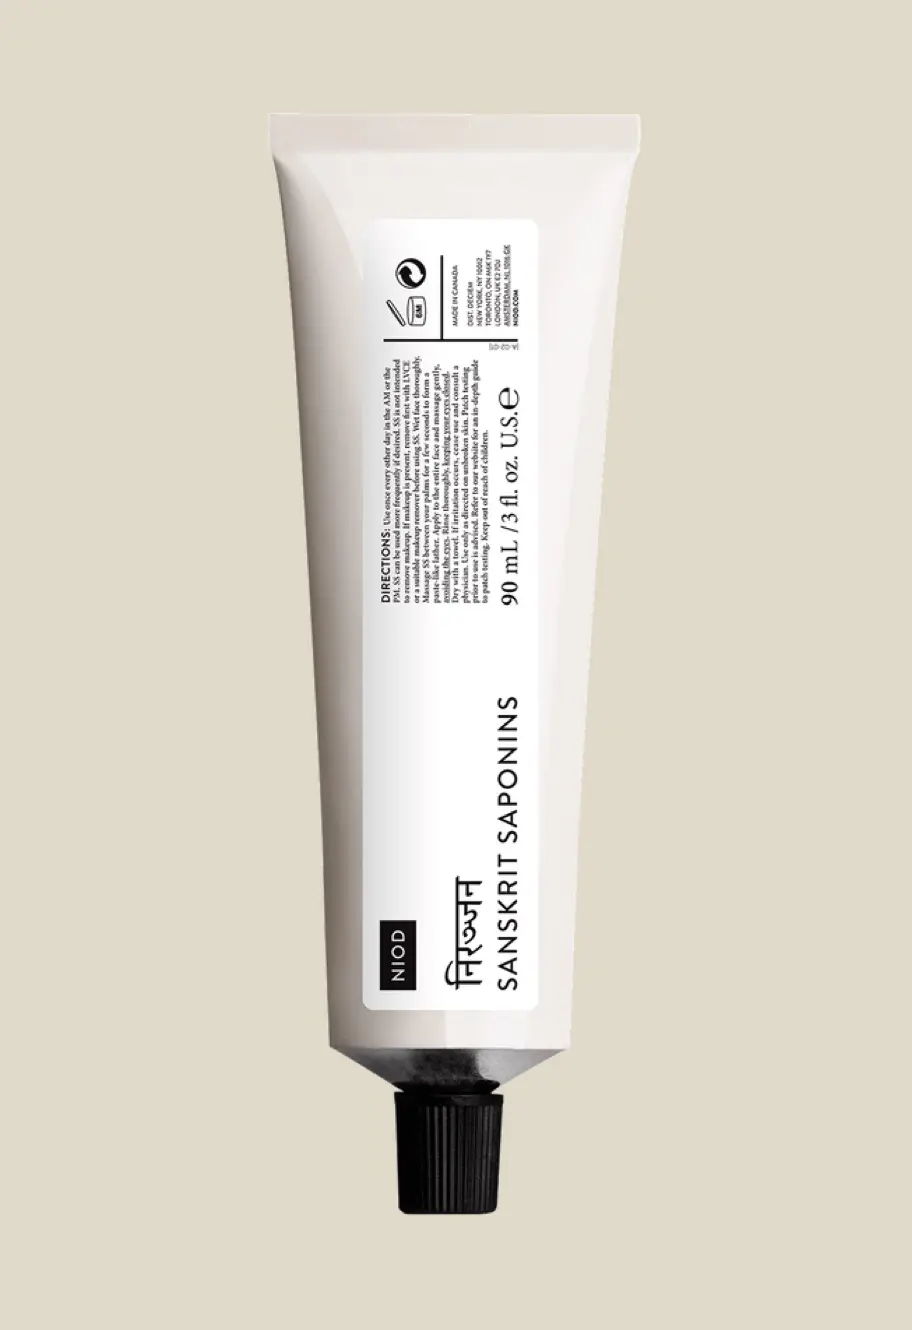 NIOD
निरञ्जन
SANSKRIT SAPONINS
DIRECTIONS: Use once every other day in the AM or the
PM. SS can be used more frequently if desired. SS is not intended
to remove makeup. If makeup is present, remove first with LVCE
or a suitable makeup remover before using SS. Wet face thoroughly.
Massage SS between your palms for a few seconds to form a
paste-like lather. Apply to the entire face and massage gently,
avoiding the eyes. Rinse thoroughly, keeping your eyes closed.
Dry with a towel. If irritation occurs, cease use and consult a
physician. Use only as directed on unbroken skin. Patch testing
prior to use is advised. Refer to our website for an in-depth guide
to patch testing. Keep out of reach of children.
90 mL / 3 fl. oz. U.S.℮
6M
MADE IN CANADA
DIST. DECIEM
NEW YORK, NY 10012
TORONTO, ON M6K 1Y7
LONDON, UK E2 7DJ
AMSTERDAM, NL 1016 GK
NIOD.COM